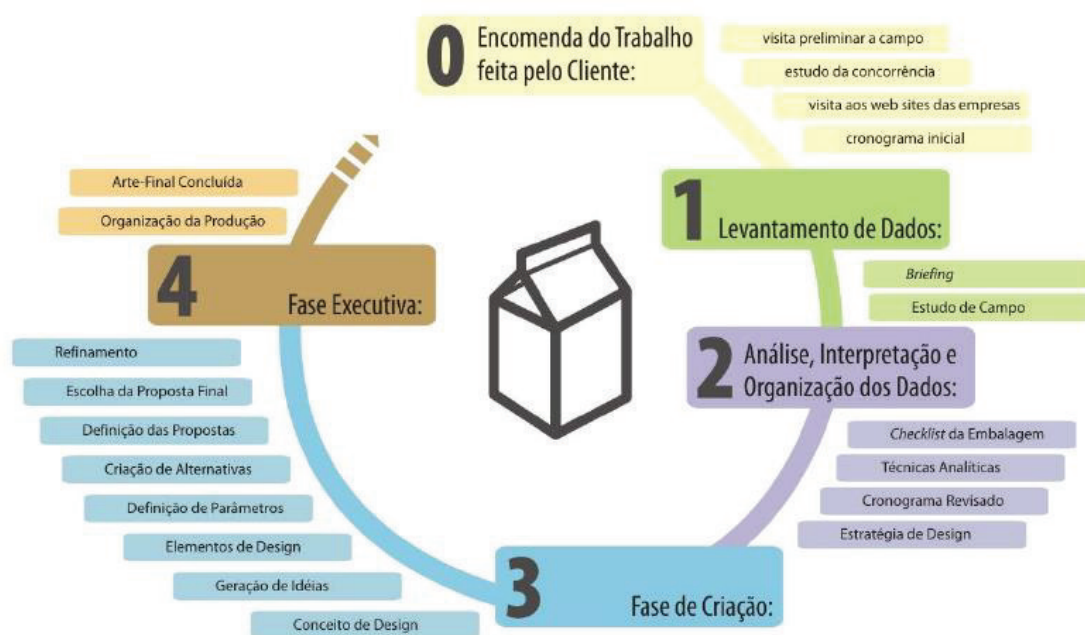 0
Encomenda do Trabalho
feita pelo Cliente:
visita preliminar a campo
estudo da concorrência
visita aos web sites das empresas
cronograma inicial
1
Levantamento de Dados:
Briefing
Estudo de Campo
2
Análise, Interpretação e
Organização dos Dados:
Checklist da Embalagem
Técnicas Analíticas
Cronograma Revisado
Estratégia de Design
3
Fase de Criação:
Conceito de Design
Geração de Idéias
Elementos de Design
Definição de Parâmetros
Criação de Alternativas
Definição das Propostas
Escolha da Proposta Final
Refinamento
4
Fase Executiva:
Organização da Produção
Arte-Final Concluída